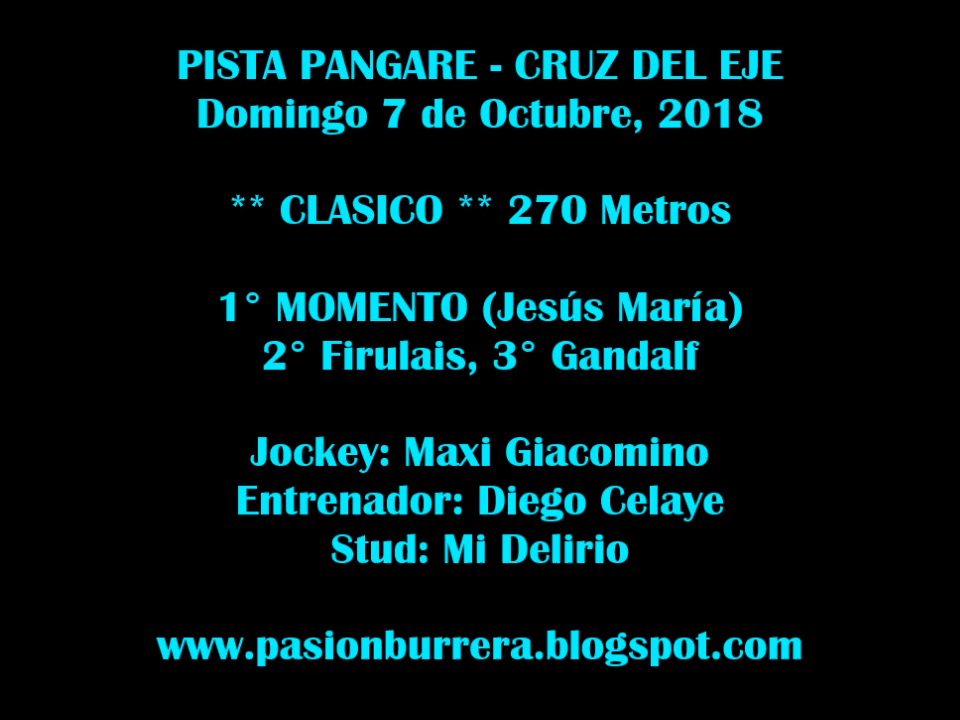 PISTA PANGARE - CRUZ DEL EJE
Domingo 7 de Octubre, 2018
** CLASICO ** 270 Metros
1° MOMENTO (Jesús María)
2° Firulais, 3° Gandalf
Jockey: Maxi Giacomino
Entrenador: Diego Celaye
Stud: Mi Delirio
www.pasionburrera.blogspot.com